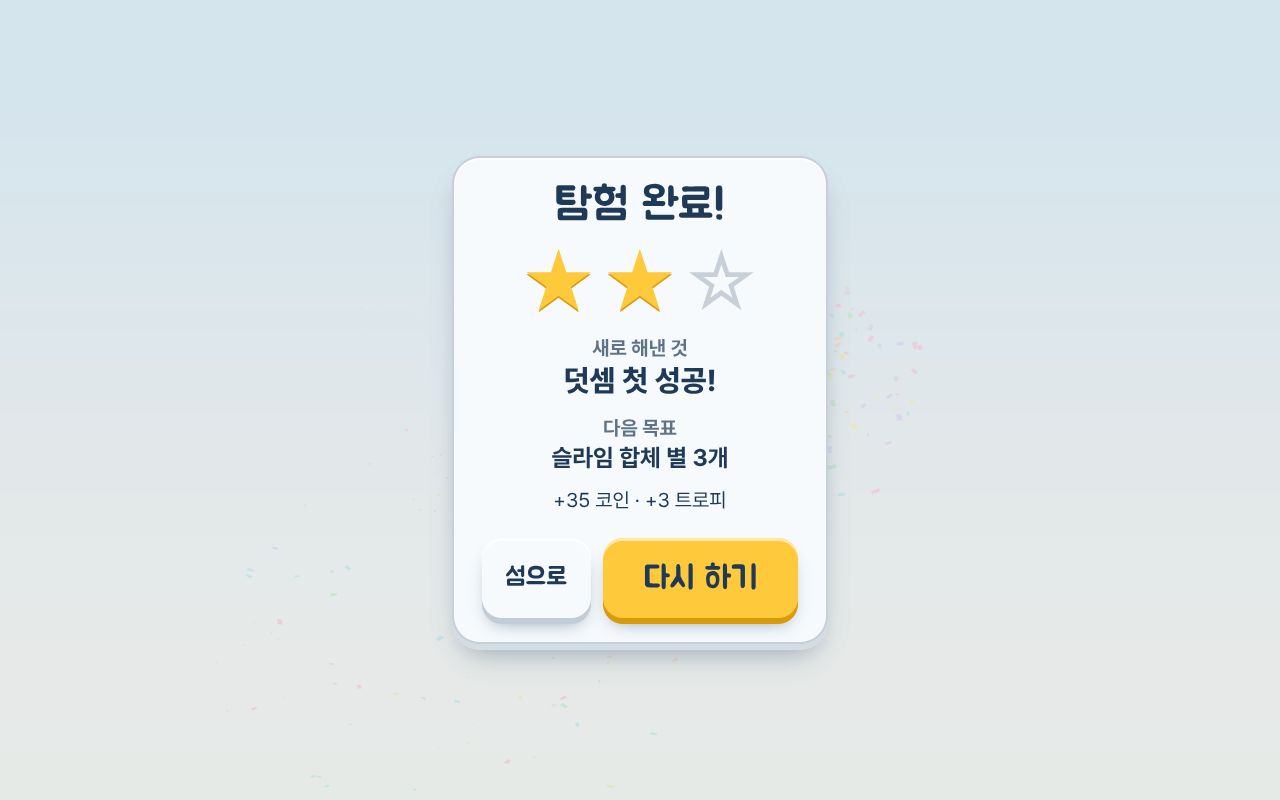 탐험 완료!
새로 해낸 것
덧셈 첫 성공!
다음 목표
슬라임 합체 별 3개
+35 코인 · +3 트로피
섬으로
다시 하기